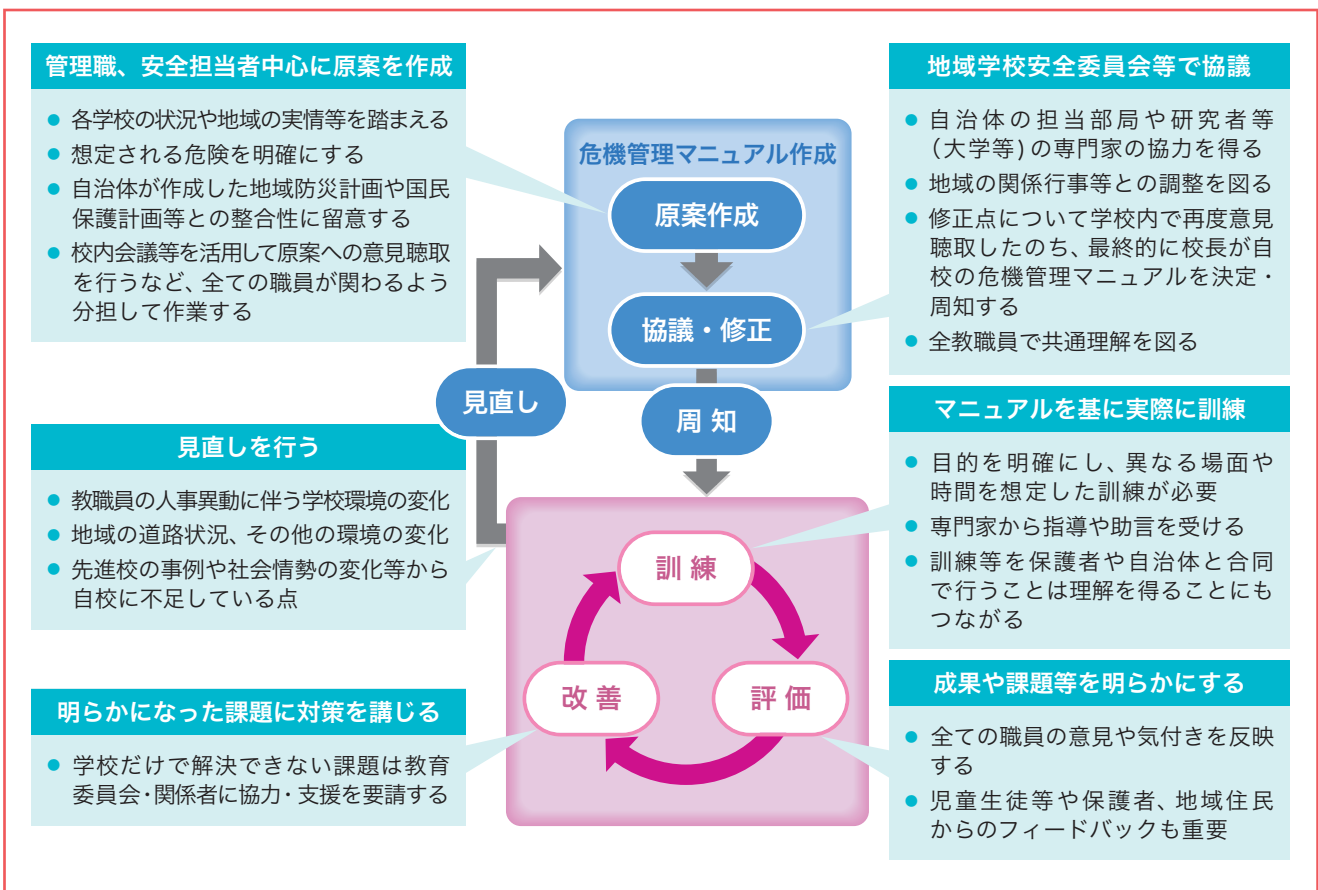 管理職、安全担当者中心に原案を作成
● 各学校の状況や地域の実情等を踏まえる
● 想定される危険を明確にする
● 自治体が作成した地域防災計画や国民
保護計画等との整合性に留意する
● 校内会議等を活用して原案への意見聴取
を行うなど、全ての職員が関わるよう
分担して作業する
危機管理マニュアル作成
原案作成
協議・修正
地域学校安全委員会等で協議
● 自治体の担当部局や研究者等
(大学等)の専門家の協力を得る
● 地域の関係行事等との調整を図る
● 修正点について学校内で再度意見
聴取したのち、最終的に校長が自
校の危機管理マニュアルを決定・
周知する
● 全教職員で共通理解を図る
見直し
周知
見直しを行う
● 教職員の人事異動に伴う学校環境の変化
● 地域の道路状況、その他の環境の変化
● 先進校の事例や社会情勢の変化等から
自校に不足している点
マニュアルを基に実際に訓練
● 目的を明確にし、異なる場面や
時間を想定した訓練が必要
● 専門家から指導や助言を受ける
● 訓練等を保護者や自治体と合同
で行うことは理解を得ることにも
つながる
訓練
改善
評価
明らかになった課題に対策を講じる
● 学校だけで解決できない課題は教育
委員会・関係者に協力・支援を要請する
成果や課題等を明らかにする
● 全ての職員の意見や気付きを反映
する
● 児童生徒等や保護者、地域住民
からのフィードバックも重要